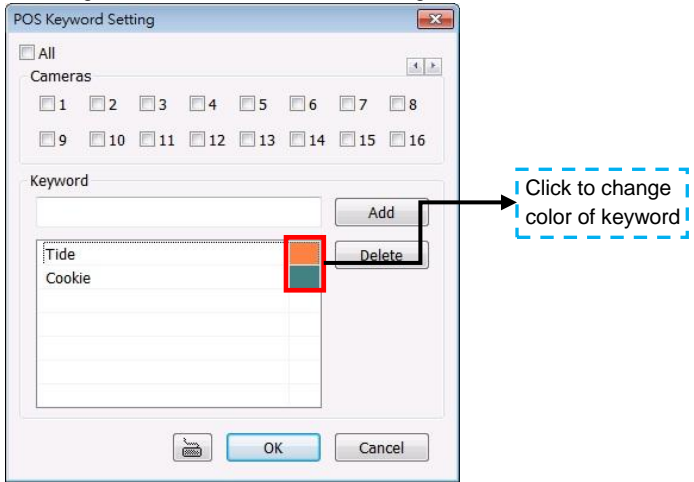 POS Keyword Setting
All
Cameras
1 2 3 4 5 6 7 8
9 10 11 12 13 14 15 16
Keyword
Add
Tide
Delete
Cookie
OK Cancel
Click to change
color of keyword